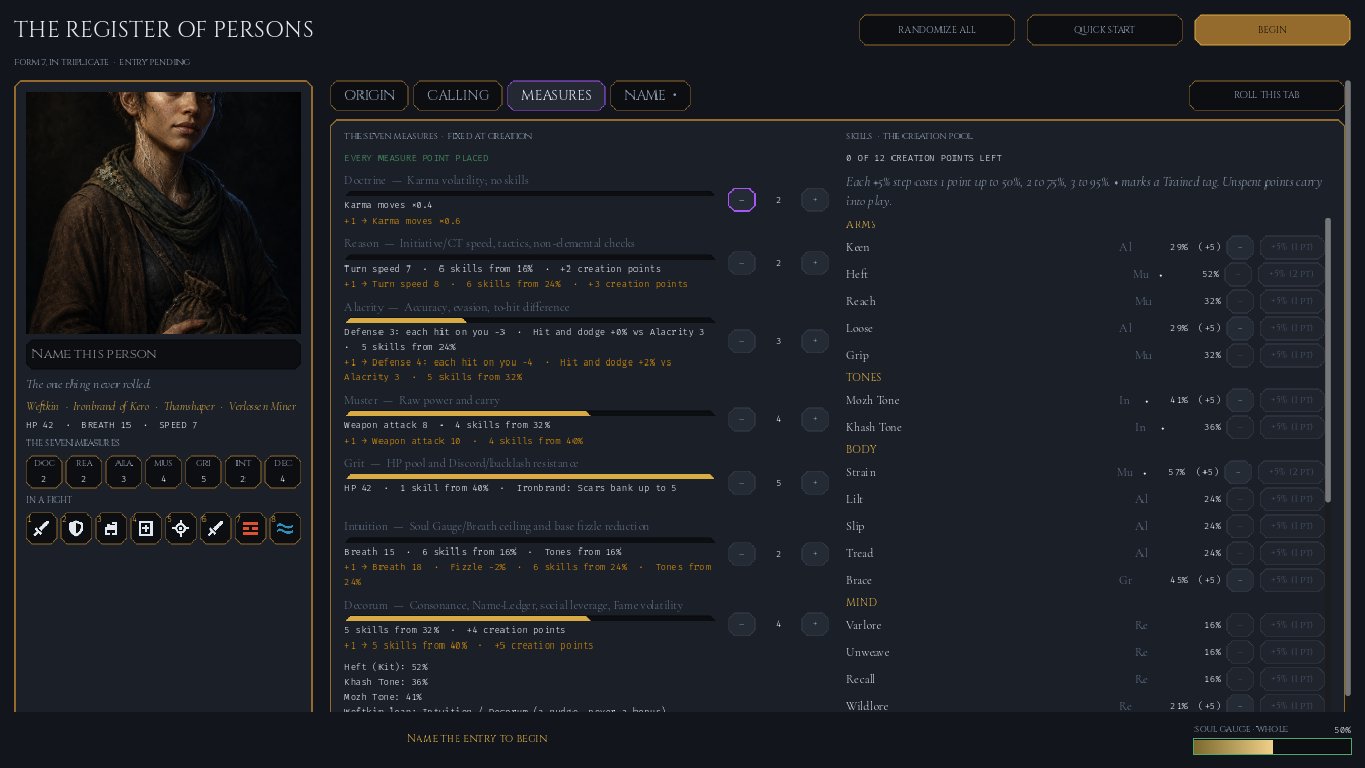 THE REGISTER OF PERSONS
RANDOMIZE ALL
QUICK START
BEGIN
FORM 7, IN TRIPLICATE · ENTRY PENDING
ORIGIN
CALLING
MEASURES
NAME •
ROLL THIS TAB
NAME THIS PERSON
The one thing never rolled.
Weftkin · Ironbrand of Kero · Thamshaper · Verlossen Miner
HP 42 · BREATH 15 · SPEED 7
THE SEVEN MEASURES
DOC REA ALA MUS GRI INT DEC
2 2 3 4 5 2 4
IN A FIGHT
1 2 3 4 5 6 7 8
THE SEVEN MEASURES · FIXED AT CREATION
EVERY MEASURE POINT PLACED
Doctrine — Karma volatility; no skills
Karma moves ×0.4
+1 → Karma moves ×0.6
– 2 +
Reason — Initiative/CT speed, tactics, non-elemental checks
Turn speed 7 · 6 skills from 16% · +2 creation points
+1 → Turn speed 8 · 6 skills from 24% · +3 creation points
– 2 +
Alacrity — Accuracy, evasion, to-hit difference
Defense 3: each hit on you -3 · Hit and dodge +0% vs Alacrity 3
· 5 skills from 24%
+1 → Defense 4: each hit on you -4 · Hit and dodge +2% vs
Alacrity 3 · 5 skills from 32%
– 3 +
Muster — Raw power and carry
Weapon attack 8 · 4 skills from 32%
+1 → Weapon attack 10 · 4 skills from 40%
– 4 +
Grit — HP pool and Discord/backlash resistance
HP 42 · 1 skill from 40% · Ironbrand: Scars bank up to 5
– 5 +
Intuition — Soul Gauge/Breath ceiling and base fizzle reduction
Breath 15 · 6 skills from 16% · Tones from 16%
+1 → Breath 18 · Fizzle -2% · 6 skills from 24% · Tones from
24%
– 2 +
Decorum — Consonance, Name-Ledger, social leverage, Fame volatility
5 skills from 32% · +4 creation points
+1 → 5 skills from 40% · +5 creation points
– 4 +
Heft (Kit): 52%
Khash Tone: 36%
Mozh Tone: 41%
Weftkin lean: Intuition / Decorum (a nudge, never a bonus)
SKILLS · THE CREATION POOL
0 OF 12 CREATION POINTS LEFT
Each +5% step costs 1 point up to 50%, 2 to 75%, 3 to 95%. • marks a Trained tag. Unspent points carry
into play.
ARMS
Keen Al 29% (+5) – +5% (1 PT)
Heft Mu • 52% – +5% (2 PT)
Reach Mu 32% – +5% (1 PT)
Loose Al 29% (+5) – +5% (1 PT)
Grip Mu 32% – +5% (1 PT)
TONES
Mozh Tone In • 41% (+5) – +5% (1 PT)
Khash Tone In • 36% – +5% (1 PT)
BODY
Strain Mu • 57% (+5) – +5% (2 PT)
Lilt Al 24% – +5% (1 PT)
Slip Al 24% – +5% (1 PT)
Tread Al 24% – +5% (1 PT)
Brace Gr 45% (+5) – +5% (1 PT)
MIND
Varlore Re 16% – +5% (1 PT)
Unweave Re 16% – +5% (1 PT)
Recall Re 16% – +5% (1 PT)
Wildlore Re 21% (+5) – +5% (1 PT)
NAME THE ENTRY TO BEGIN
SOUL GAUGE · WHOLE 50%